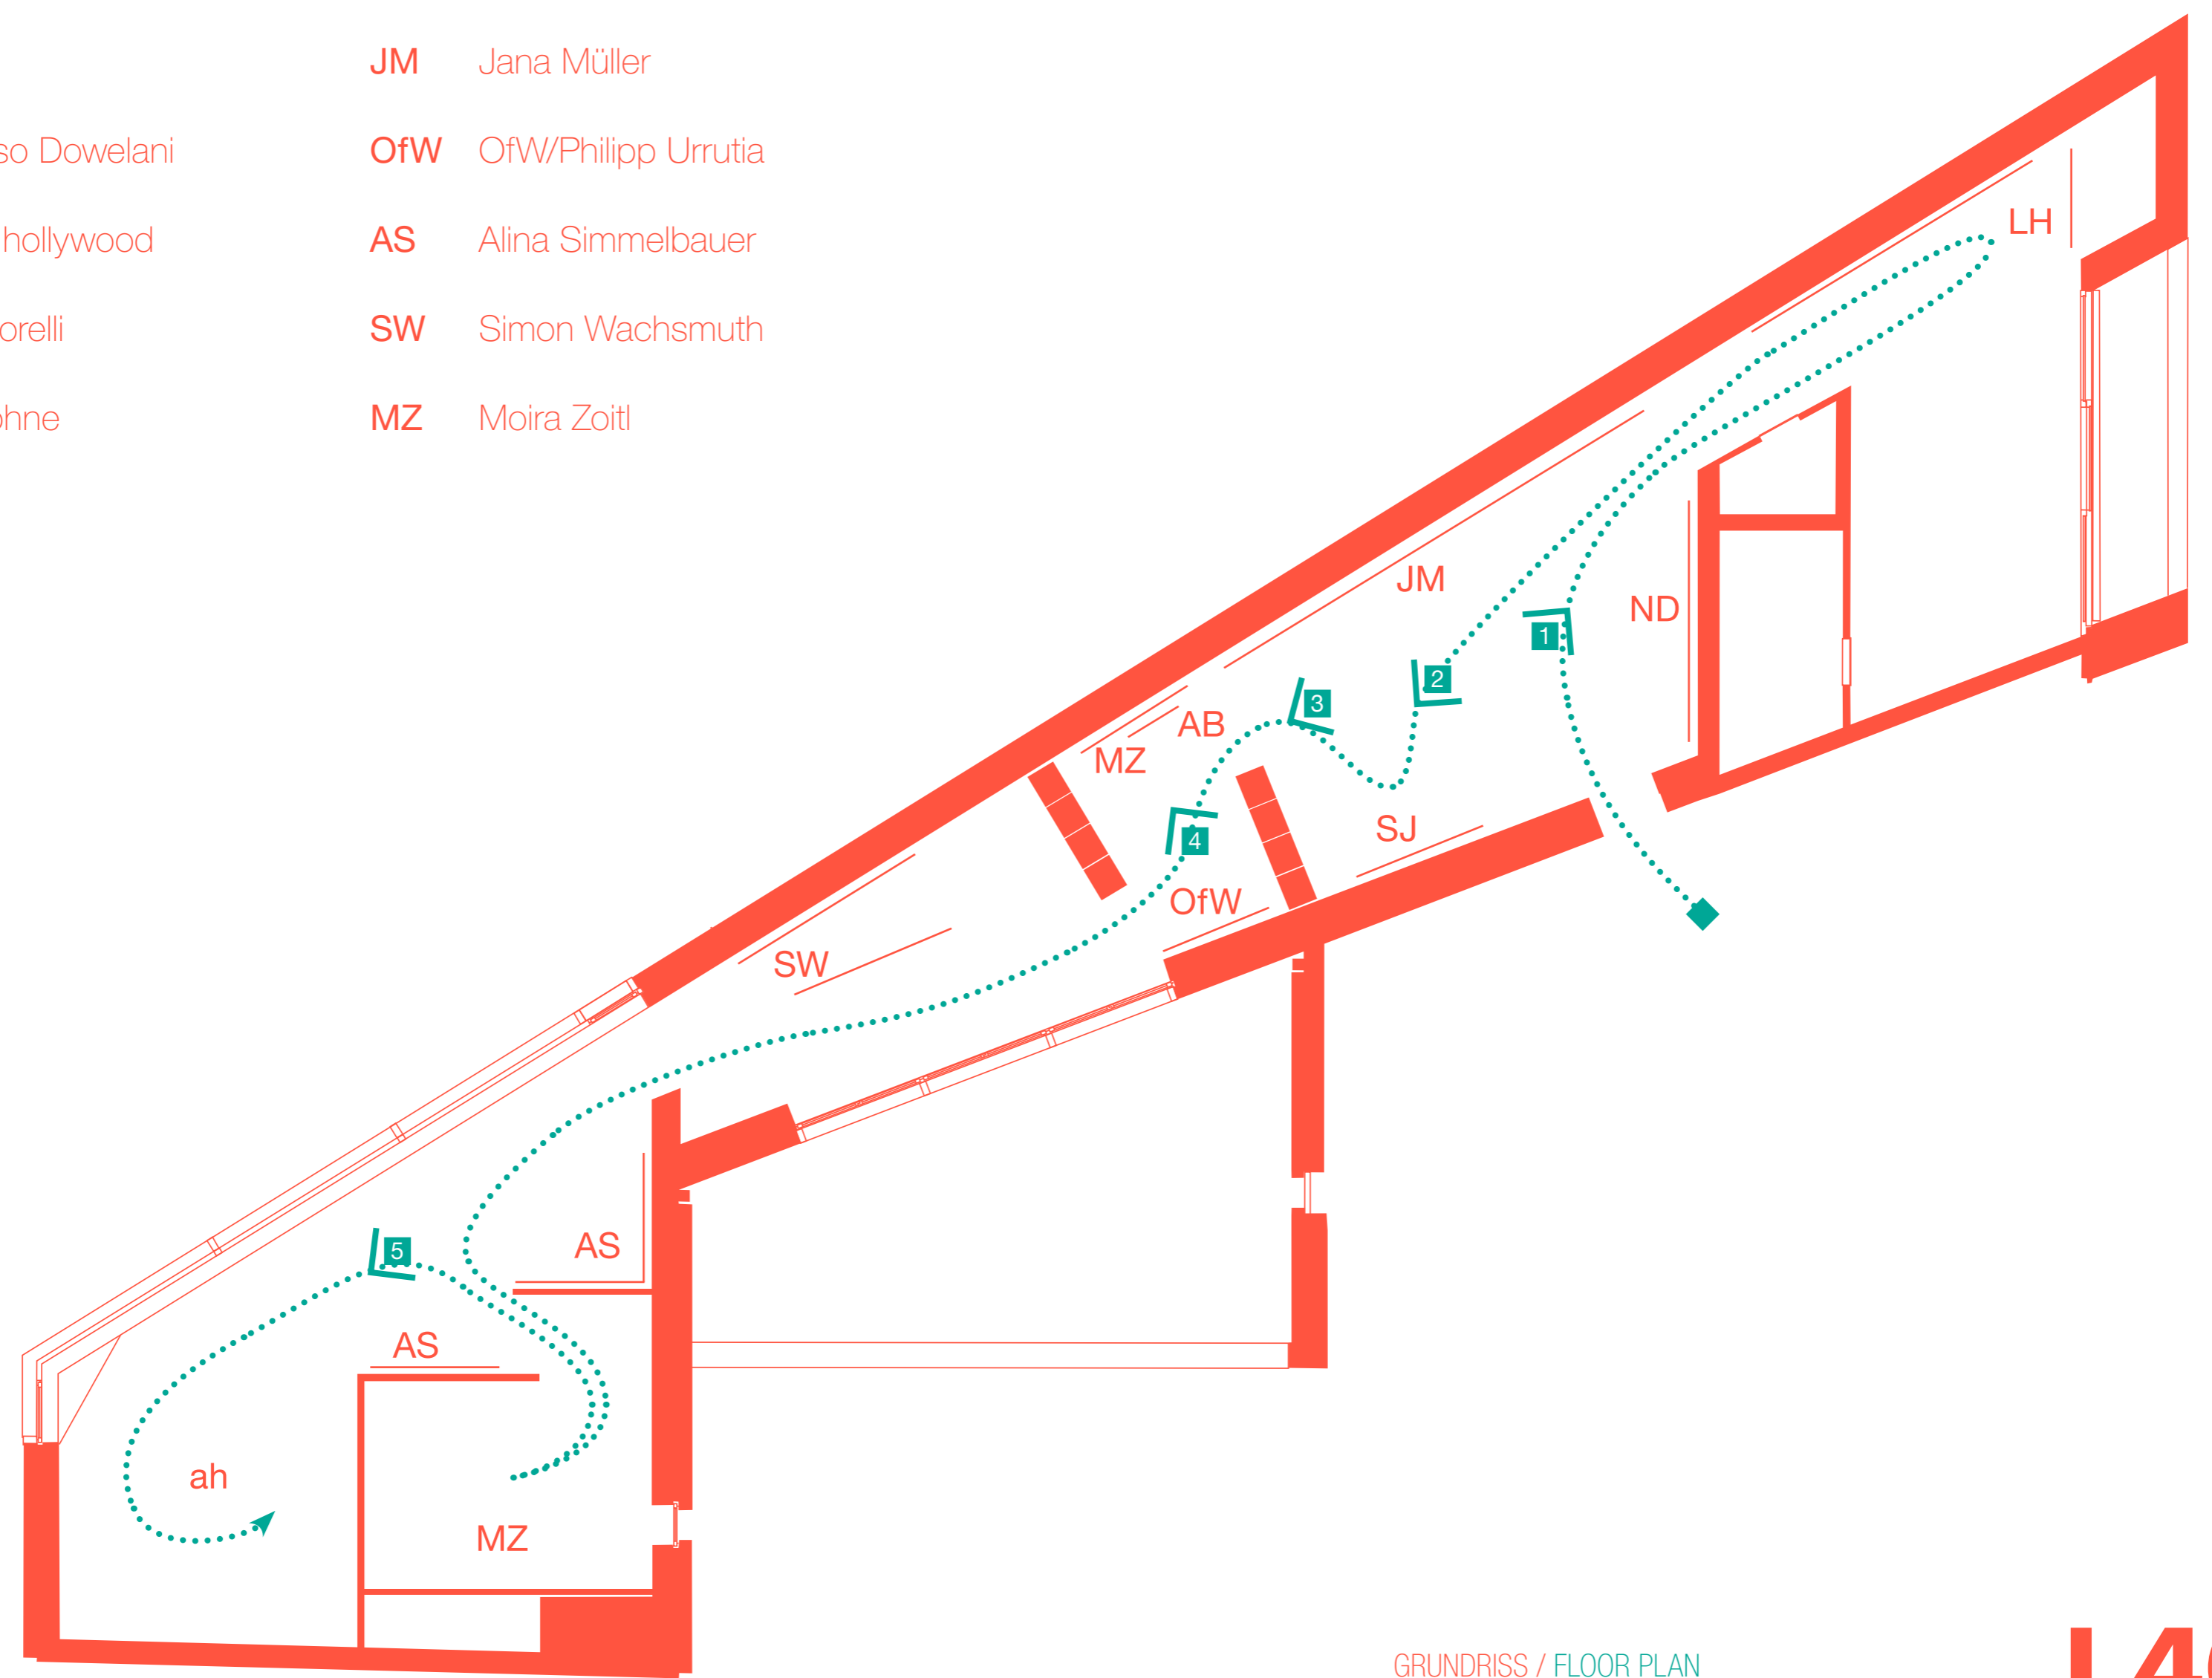 JM Jana Müller
so Dowelani OfW OfW/Philipp Urrutia
hollywood AS Alina Simmelbauer
orelli SW Simon Wachsmuth
ohne MZ Moira Zoitl
LH
JM
ND
1
2
3
AB
MZ
SJ
4
OfW
SW
AS
5
AS
ah
MZ
GRUNDRISS / FLOOR PLAN